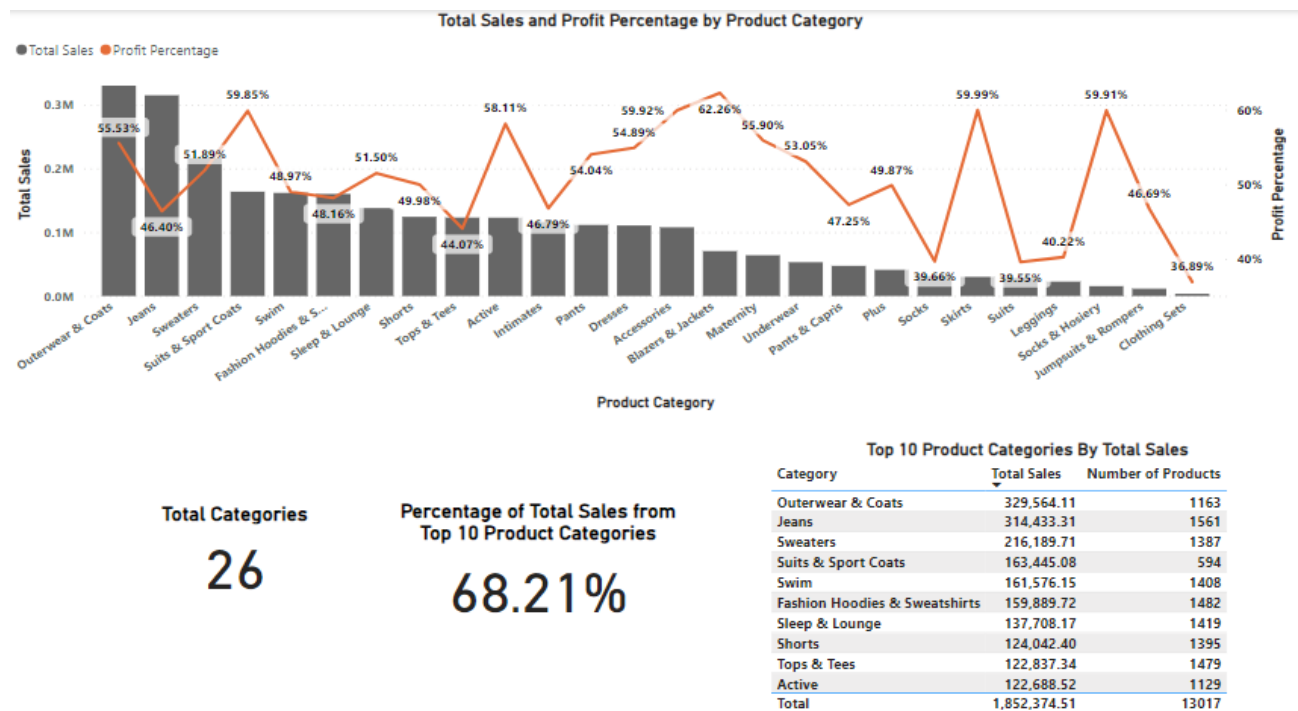 Total Sales and Profit Percentage by Product Category
Total Sales Profit Percentage
Total Sales
0.3M
0.2M
0.1M
0.0M
60%
50%
40%
Profit Percentage
55.53%
46.40%
51.89%
59.85%
48.97%
48.16%
51.50%
49.98%
44.07%
58.11%
46.79%
54.04%
54.89%
59.92%
62.26%
55.90%
53.05%
47.25%
49.87%
39.66%
59.99%
39.55%
40.22%
59.91%
46.69%
36.89%
Outerwear & Coats
Jeans
Sweaters
Suits & Sport Coats
Swim
Fashion Hoodies & S...
Sleep & Lounge
Shorts
Tops & Tees
Active
Intimates
Pants
Dresses
Accessories
Blazers & Jackets
Maternity
Underwear
Pants & Capris
Plus
Socks
Skirts
Suits
Leggings
Socks & Hosiery
Jumpsuits & Rompers
Clothing Sets
Product Category
Total Categories
26
Percentage of Total Sales from
Top 10 Product Categories
68.21%
Top 10 Product Categories By Total Sales
Category Total Sales Number of Products
Outerwear & Coats 329,564.11 1163
Jeans 314,433.31 1561
Sweaters 216,189.71 1387
Suits & Sport Coats 163,445.08 594
Swim 161,576.15 1408
Fashion Hoodies & Sweatshirts 159,889.72 1482
Sleep & Lounge 137,708.17 1419
Shorts 124,042.40 1395
Tops & Tees 122,837.34 1479
Active 122,688.52 1129
Total 1,852,374.51 13017